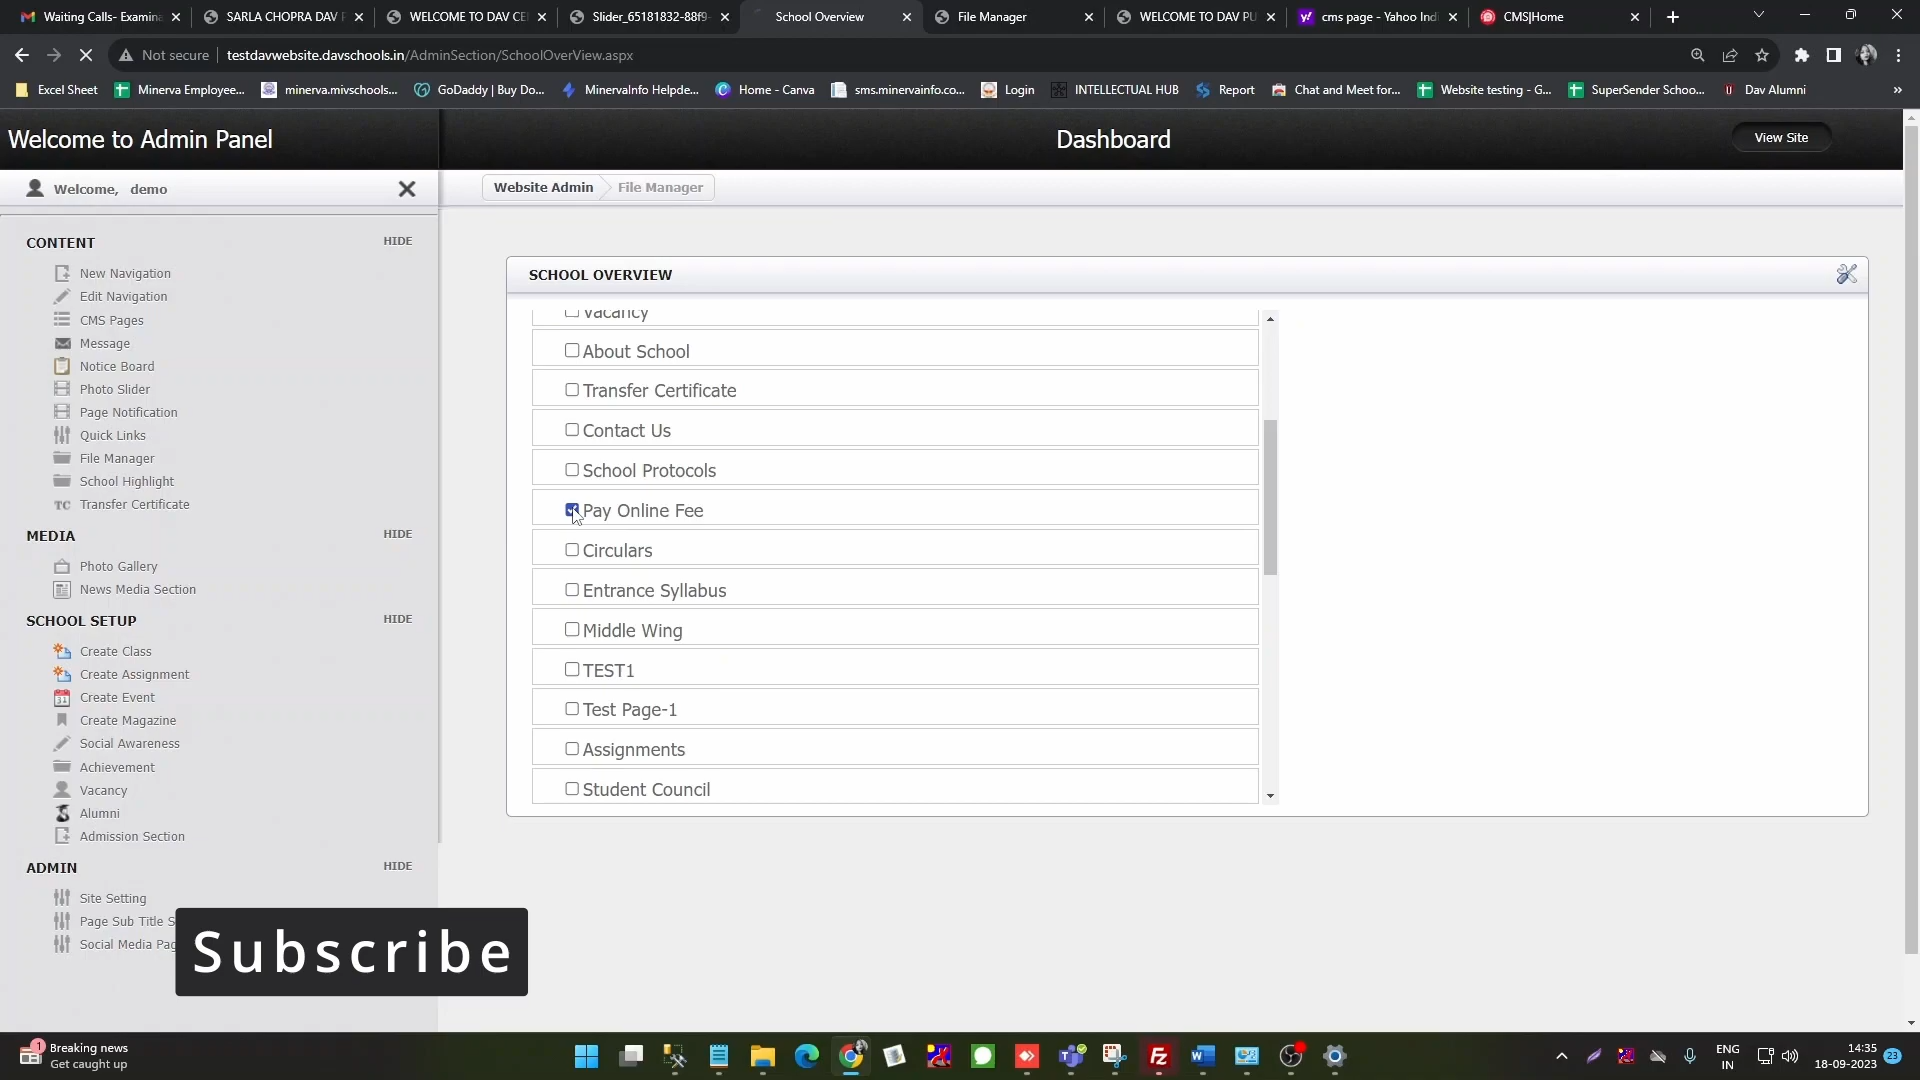 Waiting Calls- Examina
SARLA CHOPRA DAV P
WELCOME TO DAV CEN
Slider_65181832-88f9-
School Overview
File Manager
WELCOME TO DAV PU
cms page - Yahoo Indi
CMS|Home
Not secure
testdavwebsite.davschools.in/AdminSection/SchoolOverView.aspx
Excel Sheet
Minerva Employee...
minerva.mivschools...
GoDaddy | Buy Do...
MinervaInfo Helpde...
Home - Canva
sms.minervainfo.co...
Login
INTELLECTUAL HUB
Report
Chat and Meet for...
Website testing - G...
SuperSender Schoo...
Dav Alumni
»
Welcome to Admin Panel
Dashboard
View Site
Welcome, demo
Website Admin
File Manager
CONTENT
HIDE
New Navigation
Edit Navigation
CMS Pages
Message
Notice Board
Photo Slider
Page Notification
Quick Links
File Manager
School Highlight
TC Transfer Certificate
MEDIA
HIDE
Photo Gallery
News Media Section
SCHOOL SETUP
HIDE
Create Class
Create Assignment
Create Event
Create Magazine
Social Awareness
Achievement
Vacancy
Alumni
Admission Section
ADMIN
HIDE
Site Setting
Page Sub Title S
Social Media Pag
SCHOOL OVERVIEW
Vacancy
About School
Transfer Certificate
Contact Us
School Protocols
Pay Online Fee
Circulars
Entrance Syllabus
Middle Wing
TEST1
Test Page-1
Assignments
Student Council
Subscribe
1
Breaking news
Get caught up
ENG
IN
14:35
18-09-2023
23